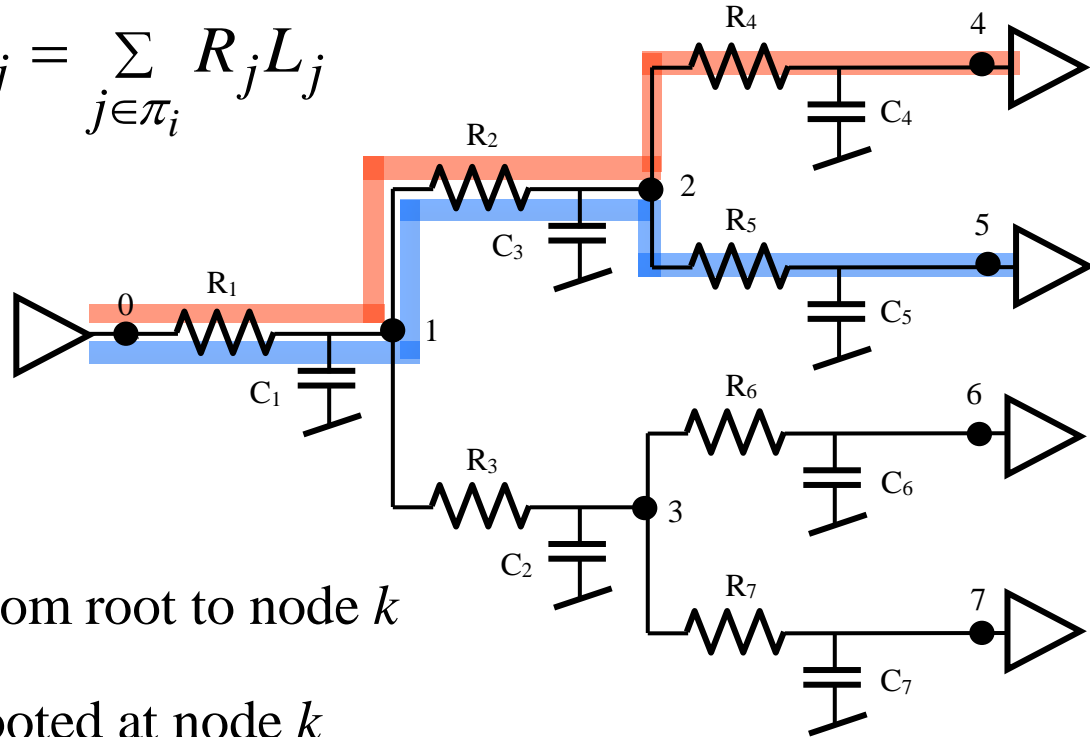 j = ∑ R_j L_j
j∈π_i
R4
4
C4
R2
2
C3
R5
5
C5
0
R1
1
C1
R6
6
C6
R3
3
C2
R7
7
C7
om root to node k
ooted at node k